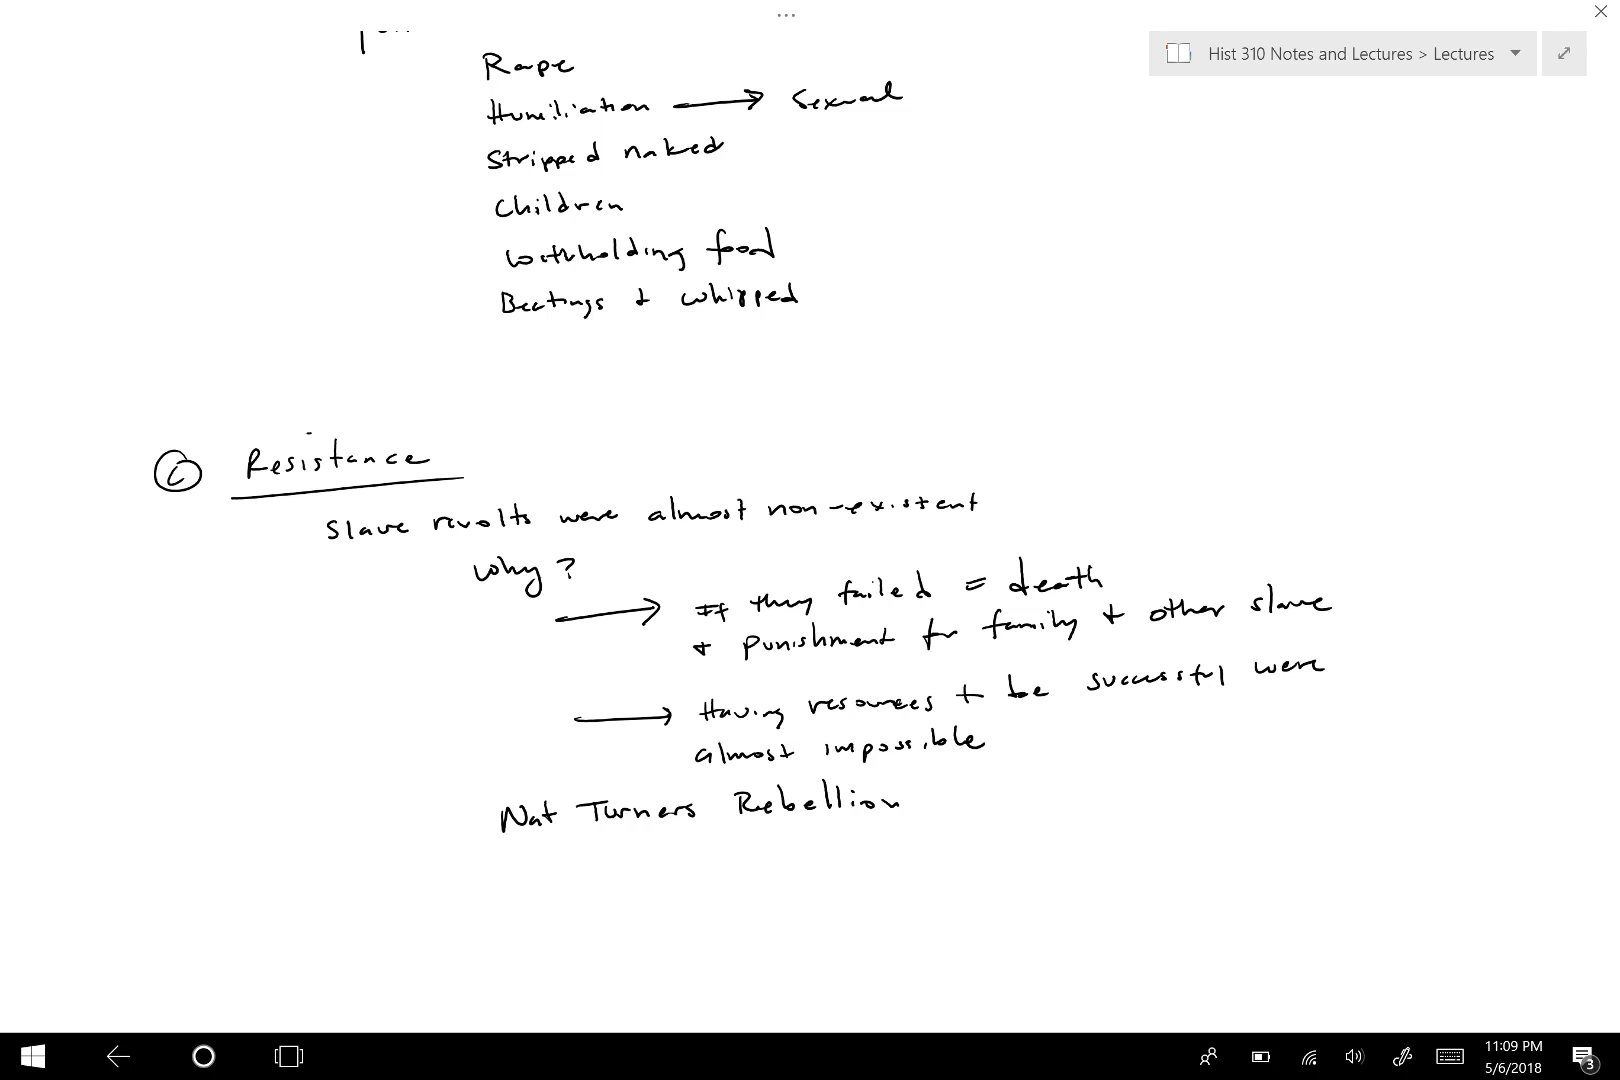 ...
Hist 310 Notes and Lectures > Lectures
Rape
Humiliation → Sexual
Stripped naked
Children
Withholding food
Beatings + whipped
C Resistance
Slave revolts were almost non-existent
Why?
→ If they failed = death
+ punishment for family + other slave
→ Having resources + be successful were
almost impossible
Nat Turners Rebellion
11:09 PM
5/6/2018
3